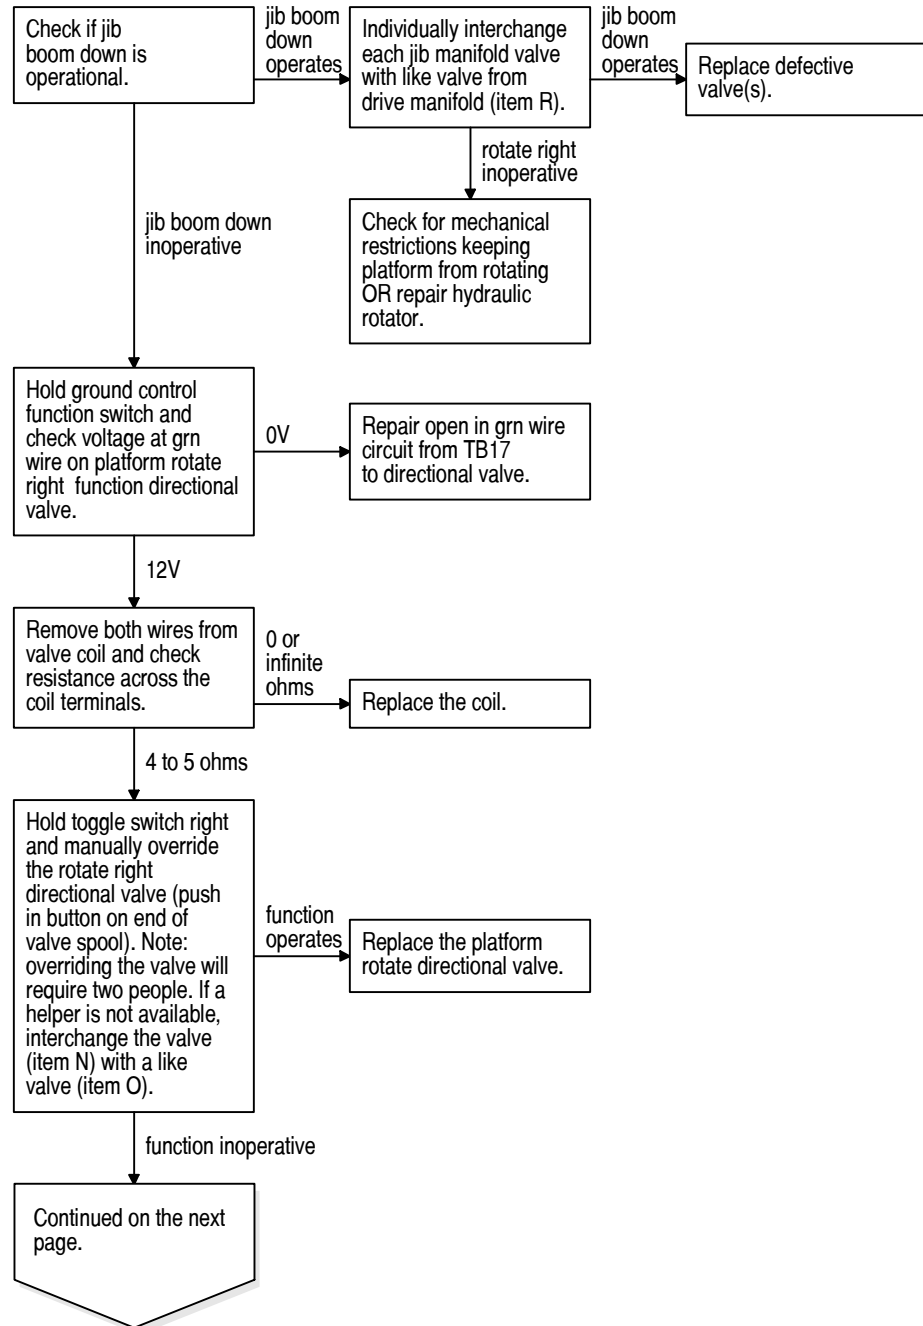 Check if jib
boom down is
operational.
jib boom
down
operates
Individually interchange
each jib manifold valve
with like valve from
drive manifold (item R).
jib boom
down
operates
Replace defective
valve(s).
rotate right
inoperative
Check for mechanical
restrictions keeping
platform from rotating
OR repair hydraulic
rotator.
jib boom down
inoperative
Hold ground control
function switch and
check voltage at grn
wire on platform rotate
right function directional
valve.
0V
Repair open in grn wire
circuit from TB17
to directional valve.
12V
Remove both wires from
valve coil and check
resistance across the
coil terminals.
0 or
infinite
ohms
Replace the coil.
4 to 5 ohms
Hold toggle switch right
and manually override
the rotate right
directional valve (push
in button on end of
valve spool). Note:
overriding the valve will
require two people. If a
helper is not available,
interchange the valve
(item N) with a like
valve (item O).
function
operates
Replace the platform
rotate directional valve.
function inoperative
Continued on the next
page.